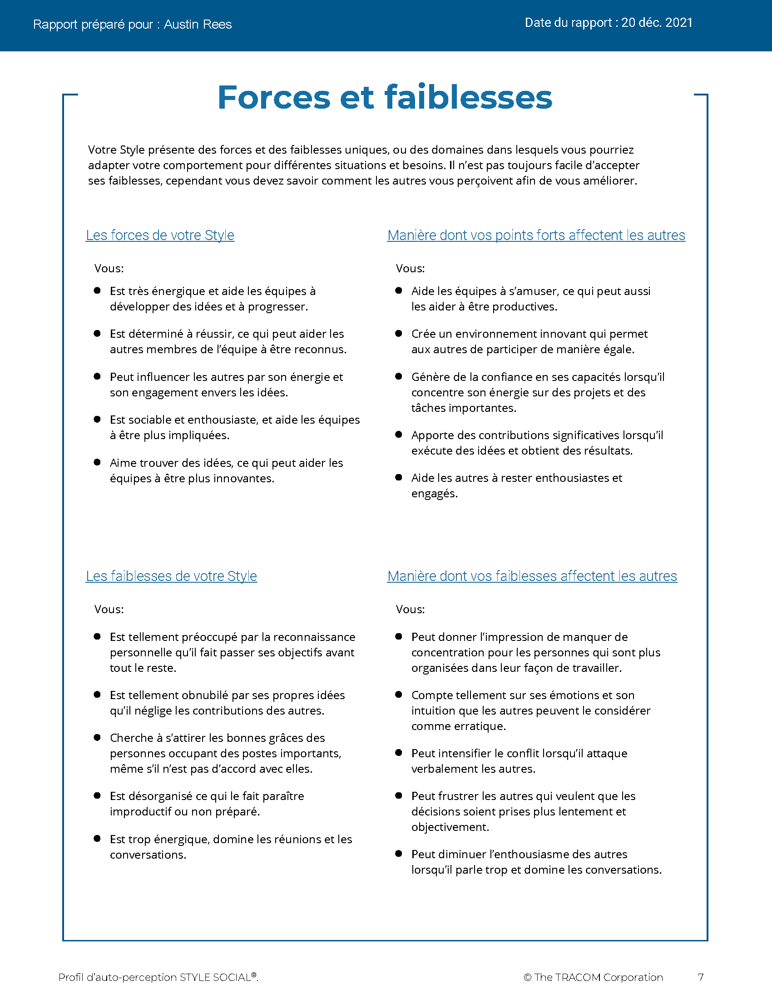 Rapport préparé pour : Austin Rees
Date du rapport : 20 déc. 2021
Forces et faiblesses
Votre Style présente des forces et des faiblesses uniques, ou des domaines dans lesquels vous pourriez
adapter votre comportement pour différentes situations et besoins. Il n’est pas toujours facile d’accepter
ses faiblesses, cependant vous devez savoir comment les autres vous perçoivent afin de vous améliorer.
Les forces de votre Style
Vous:
● Est très énergique et aide les équipes à
développer des idées et à progresser.
● Est déterminé à réussir, ce qui peut aider les
autres membres de l’équipe à être reconnus.
● Peut influencer les autres par son énergie et
son engagement envers les idées.
● Est sociable et enthousiaste, et aide les équipes
à être plus impliquées.
● Aime trouver des idées, ce qui peut aider les
équipes à être plus innovantes.
Manière dont vos points forts affectent les autres
Vous:
● Aide les équipes à s’amuser, ce qui peut aussi
les aider à être productives.
● Crée un environnement innovant qui permet
aux autres de participer de manière égale.
● Génère de la confiance en ses capacités lorsqu’il
concentre son énergie sur des projets et des
tâches importantes.
● Apporte des contributions significatives lorsqu’il
exécute des idées et obtient des résultats.
● Aide les autres à rester enthousiastes et
engagés.
Les faiblesses de votre Style
Vous:
● Est tellement préoccupé par la reconnaissance
personnelle qu’il fait passer ses objectifs avant
tout le reste.
● Est tellement obnubilé par ses propres idées
qu’il néglige les contributions des autres.
● Cherche à s’attirer les bonnes grâces des
personnes occupant des postes importants,
même s’il n’est pas d’accord avec elles.
● Est désorganisé ce qui le fait paraître
improductif ou non préparé.
● Est trop énergique, domine les réunions et les
conversations.
Manière dont vos faiblesses affectent les autres
Vous:
● Peut donner l’impression de manquer de
concentration pour les personnes qui sont plus
organisées dans leur façon de travailler.
● Compte tellement sur ses émotions et son
intuition que les autres peuvent le considérer
comme erratique.
● Peut intensifier le conflit lorsqu’il attaque
verbalement les autres.
● Peut frustrer les autres qui veulent que les
décisions soient prises plus lentement et
objectivement.
● Peut diminuer l’enthousiasme des autres
lorsqu’il parle trop et domine les conversations.
Profil d’auto-perception STYLE SOCIAL®.
© The TRACOM Corporation
7